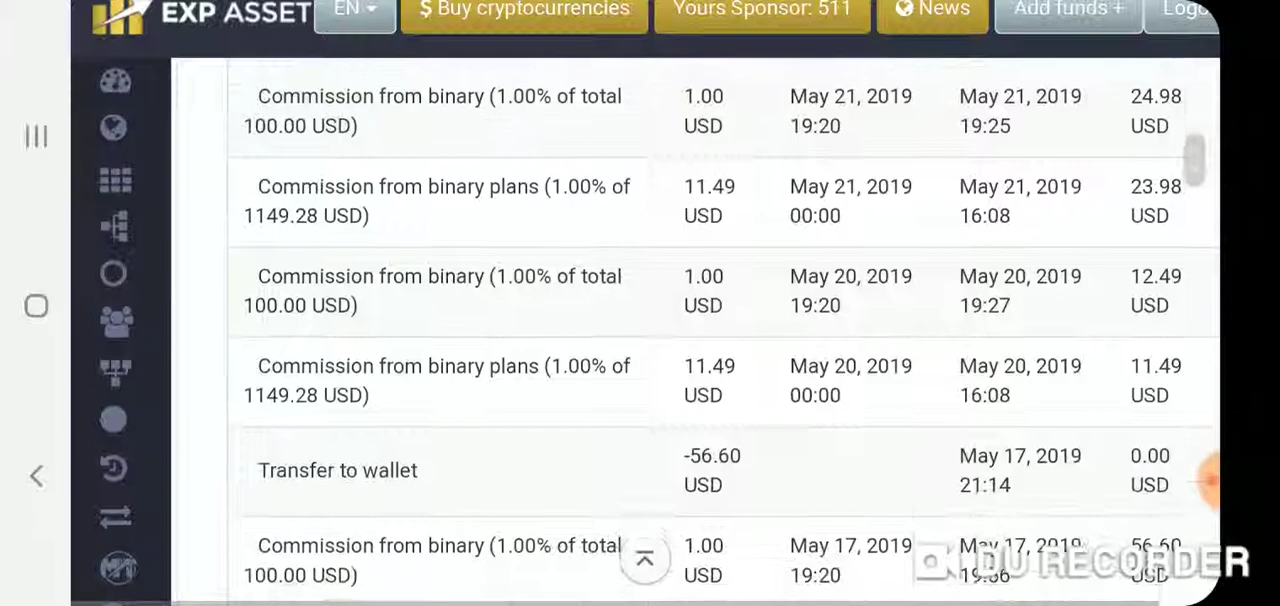 EXP ASSET
EN
$ Buy cryptocurrencies
Yours Sponsor: 511
News
Add funds +
Commission from binary (1.00% of total
100.00 USD)
1.00
USD
May 21, 2019
19:20
May 21, 2019
19:25
24.98
USD
Commission from binary plans (1.00% of
1149.28 USD)
11.49
USD
May 21, 2019
00:00
May 21, 2019
16:08
23.98
USD
Commission from binary (1.00% of total
100.00 USD)
1.00
USD
May 20, 2019
19:20
May 20, 2019
19:27
12.49
USD
Commission from binary plans (1.00% of
1149.28 USD)
11.49
USD
May 20, 2019
00:00
May 20, 2019
16:08
11.49
USD
Transfer to wallet
-56.60
USD
May 17, 2019
21:14
0.00
USD
Commission from binary (1.00% of total
100.00 USD)
1.00
USD
May 17, 2019
19:20
May 17, 2019
56.60
USD
DU RECORDER